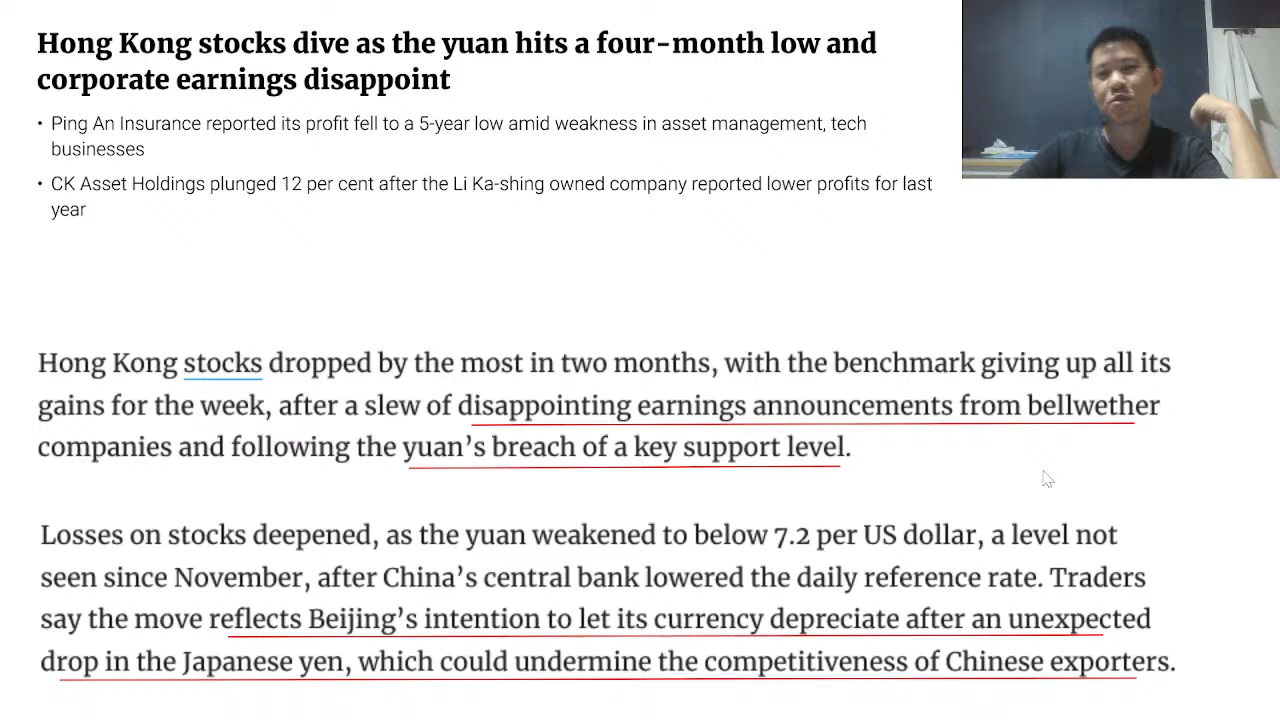 Hong Kong stocks dive as the yuan hits a four-month low and
corporate earnings disappoint
• Ping An Insurance reported its profit fell to a 5-year low amid weakness in asset management, tech
businesses
• CK Asset Holdings plunged 12 per cent after the Li Ka-shing owned company reported lower profits for last
year
Hong Kong stocks dropped by the most in two months, with the benchmark giving up all its
gains for the week, after a slew of disappointing earnings announcements from bellwether
companies and following the yuan’s breach of a key support level.
Losses on stocks deepened, as the yuan weakened to below 7.2 per US dollar, a level not
seen since November, after China’s central bank lowered the daily reference rate. Traders
say the move reflects Beijing’s intention to let its currency depreciate after an unexpected
drop in the Japanese yen, which could undermine the competitiveness of Chinese exporters.